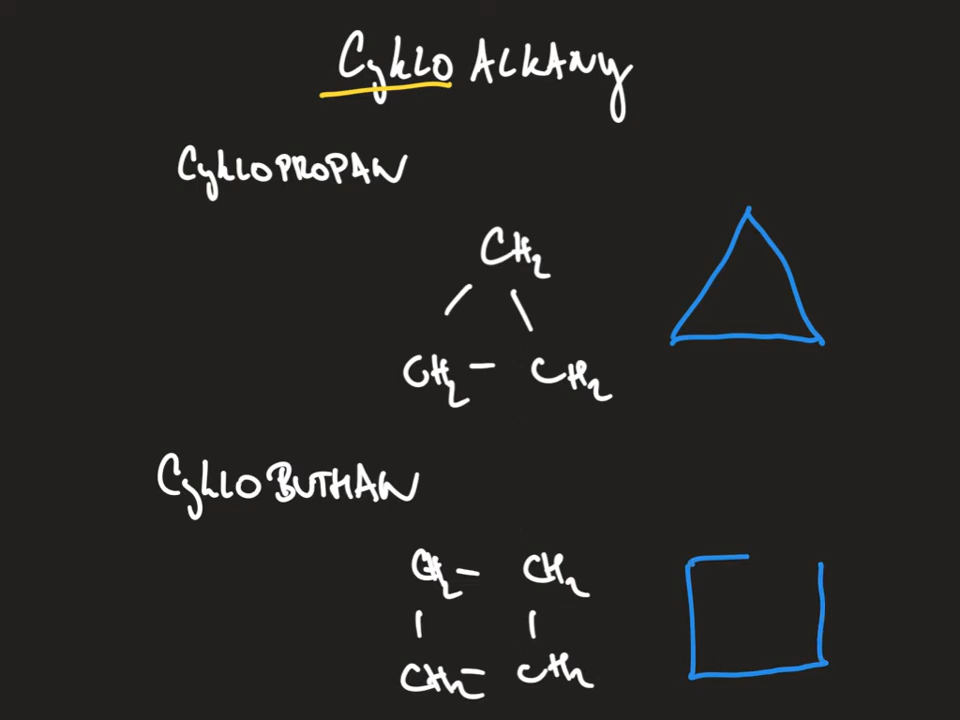 Cyklo ALKANY
CyKLOPROPAN
CH₂
CH₂ – CH₂
CyKLOBUTHAN
CH₂ – CH₂
CH₂ – CH₂